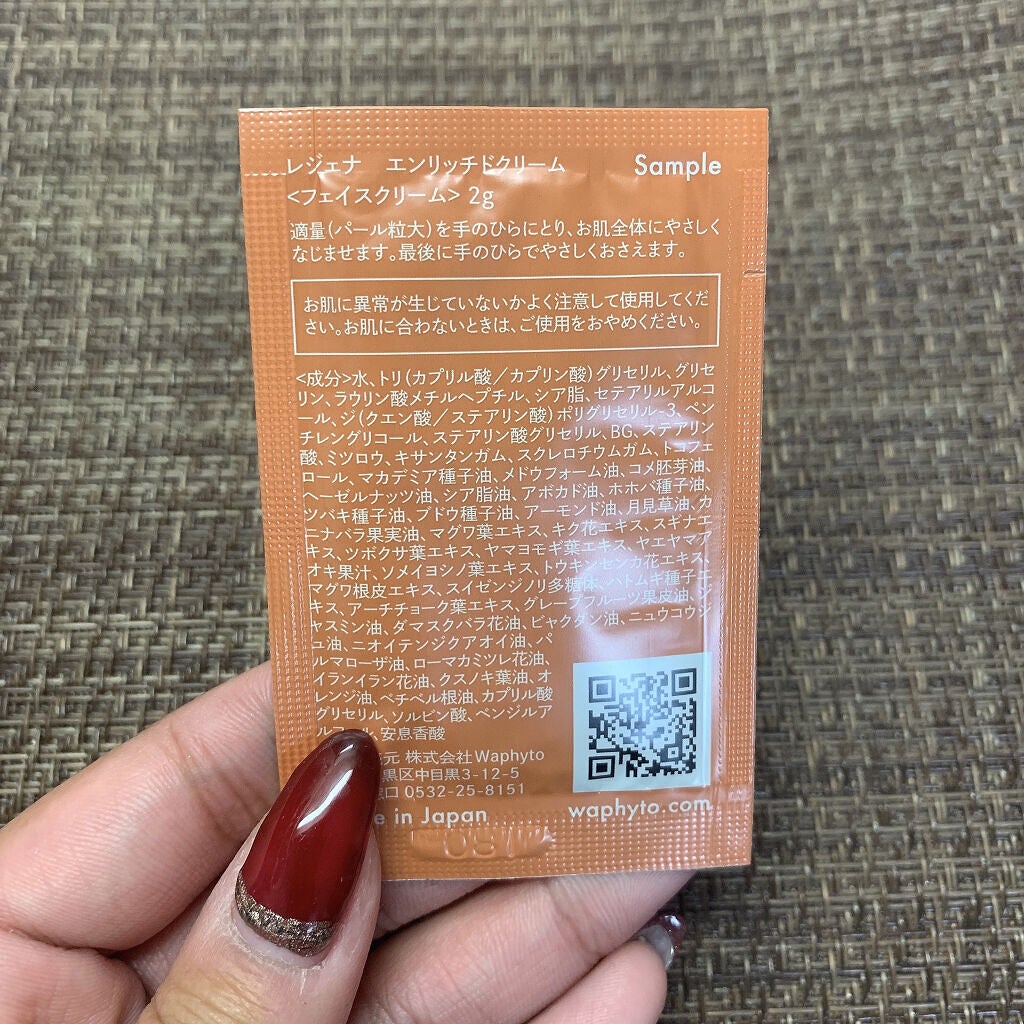 レジェナ エンリッチドクリーム Sample
<フェイスクリーム> 2g
適量(パール粒大)を手のひらにとり、お肌全体にやさしく
なじませます。最後に手のひらでやさしくおさえます。
お肌に異常が生じていないかよく注意して使用してくだ
さい。お肌に合わないときは、ご使用をおやめください。
<成分>水、トリ(カプリル酸/カプリン酸)グリセリル、グリセ
リン、ラウリン酸メチルヘプチル、シア脂、セテアリルアルコ
ール、ジ(クエン酸/ステアリン酸)ポリグリセリル-3、ペン
チレングリコール、ステアリン酸グリセリル、BG、ステアリン
酸、ミツロウ、キサンタンガム、スクレロチウムガム、トコフェ
ロール、マカデミア種子油、メドウフォーム油、コメ胚芽油、
ヘーゼルナッツ油、シア脂油、アボカド油、ホホバ種子油、
ツバキ種子油、ブドウ種子油、アーモンド油、月見草油、カ
ニナバラ果実油、マグワ葉エキス、キク花エキス、スギナエ
キス、ツボクサ葉エキス、ヤマヨモギ葉エキス、ヤエヤマア
オキ果汁、ソメイヨシノ葉エキス、トウキンセンカ花エキス、
マグワ根皮エキス、スイゼンジノリ多糖体、ハトムギ種子エ
キス、アーチチョーク葉エキス、グレープフルーツ果皮油、ジ
ャスミン油、ダマスクバラ花油、ビャクダン油、ニュウコウジ
ュ油、ニオイテンジクアオイ油、パ
ルマローザ油、ローマカミツレ花油、
イランイラン花油、クスノキ葉油、オ
レンジ油、ベチベル根油、カプリル酸
グリセリル、ソルビン酸、ベンジルア
ル ール、安息香酸
元 株式会社Waphyto
黒区中目黒3-12-5
口 0532-25-8151
e in Japan waphyto.com